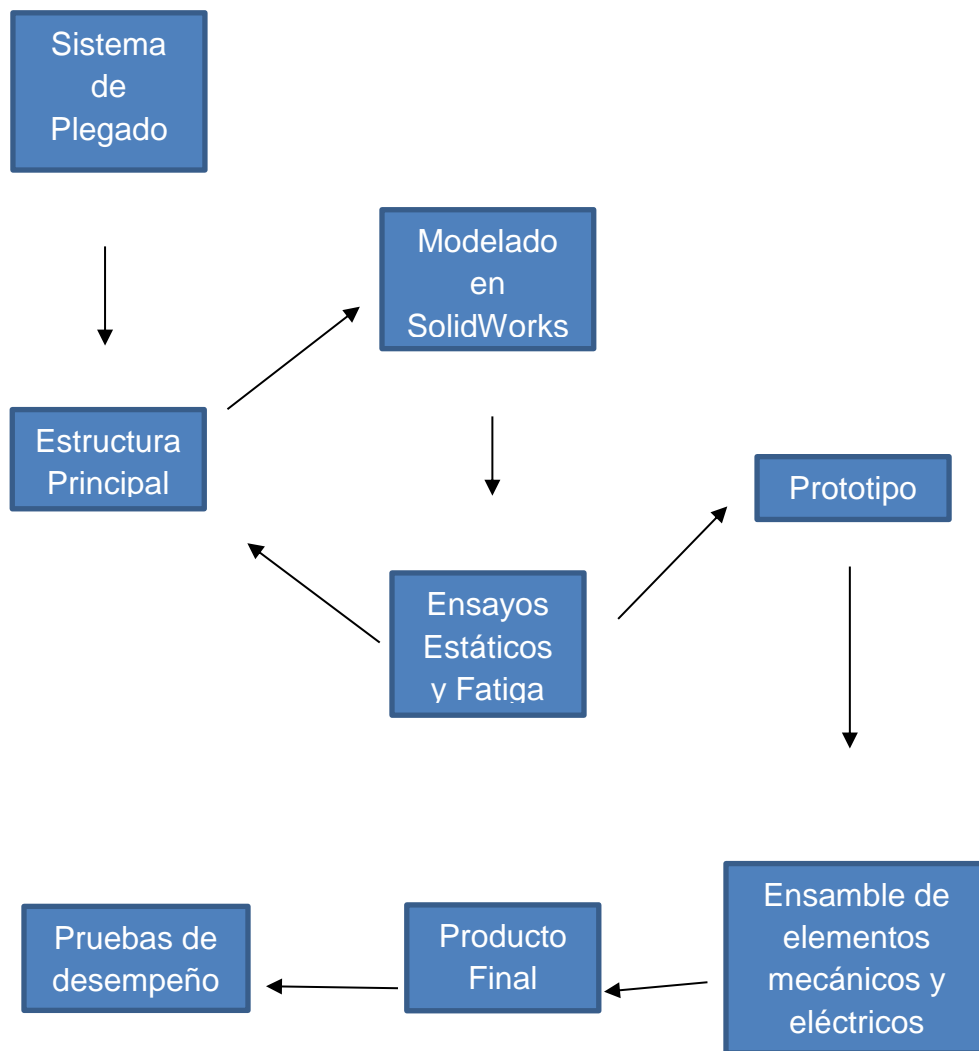 Sistema
de
Plegado
Modelado
en
SolidWorks
Estructura
Principal
Prototipo
Ensayos
Estáticos
y Fatiga
Ensamble de
elementos
mecánicos y
eléctricos
Producto
Final
Pruebas de
desempeño